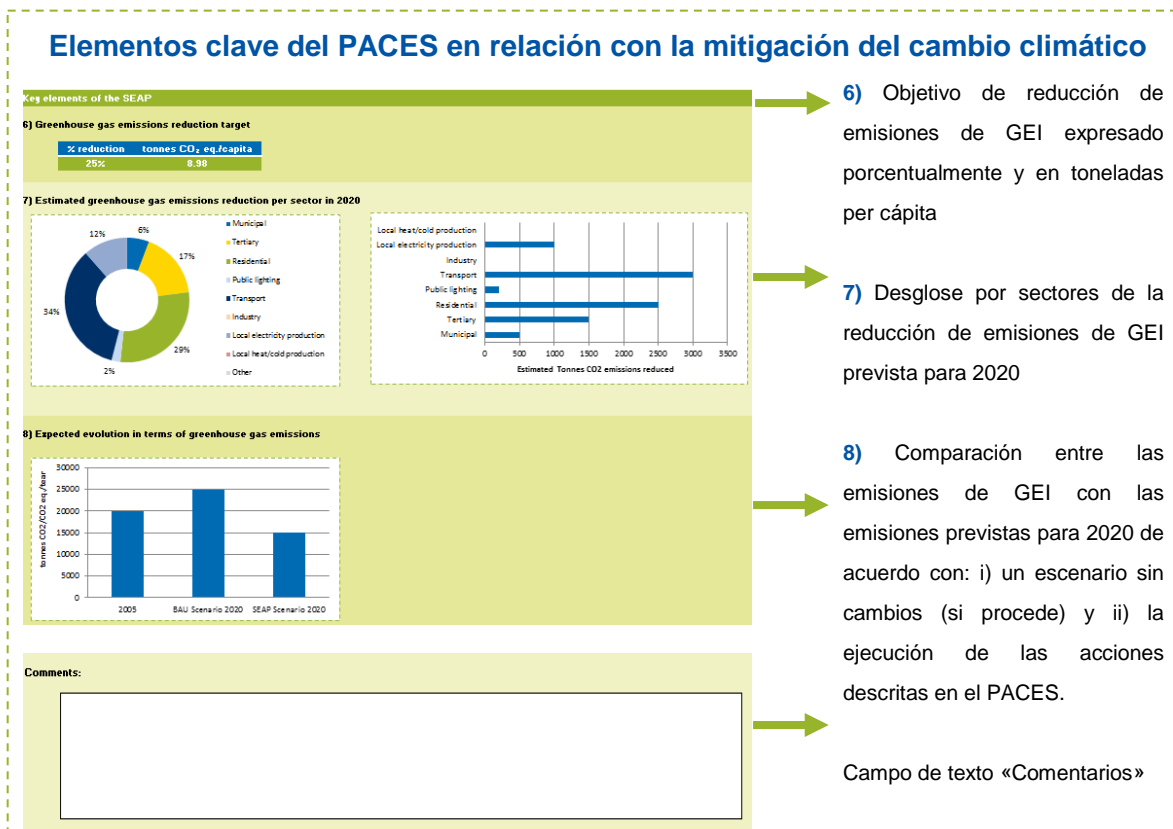 Elementos clave del PACES en relación con la mitigación del cambio climático
Key elements of the SEAP
6) Greenhouse gas emissions reduction target
% reduction tonnes CO₂ eq./capita
25% 8.98
7) Estimated greenhouse gas emissions reduction per sector in 2020
12%
6%
17%
34%
29%
2%
Municipal
Tertiary
Residential
Public lighting
Transport
Industry
Local electricity production
Local heat/cold production
Other
Local heat/cold production
Local electricity production
Industry
Transport
Public lighting
Residential
Tertiary
Municipal
0 500 1000 1500 2000 2500 3000 3500
Estimated Tonnes CO2 emissions reduced
8) Expected evolution in terms of greenhouse gas emissions
tonnes CO2/CO2 eq./tear
30000
25000
20000
15000
10000
5000
0
2005 BAU Scenario 2020 SEAP Scenario 2020
Comments:
6) Objetivo de reducción de
emisiones de GEI expresado
porcentualmente y en toneladas
per cápita
7) Desglose por sectores de la
reducción de emisiones de GEI
prevista para 2020
8) Comparación entre las
emisiones de GEI con las
emisiones previstas para 2020 de
acuerdo con: i) un escenario sin
cambios (si procede) y ii) la
ejecución de las acciones
descritas en el PACES.
Campo de texto «Comentarios»